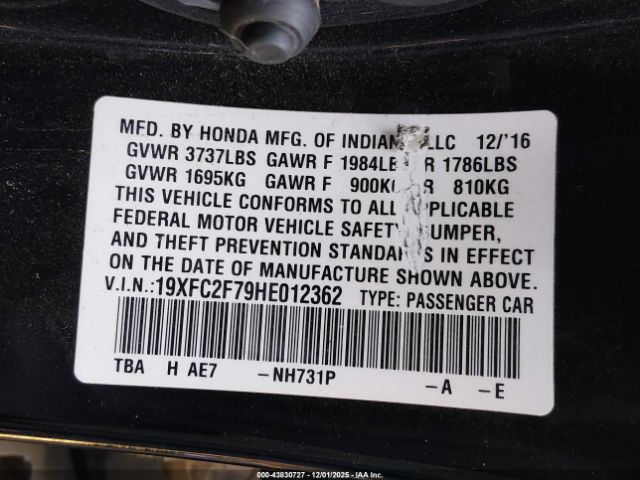 MFD. BY HONDA MFG. OF INDIAN LLC 12/'16
GVWR 3737LBS GAWR F 1984LB R 1786LBS
GVWR 1695KG GAWR F 900KG R 810KG
THIS VEHICLE CONFORMS TO ALL APPLICABLE
FEDERAL MOTOR VEHICLE SAFETY, BUMPER,
AND THEFT PREVENTION STANDARDS IN EFFECT
ON THE DATE OF MANUFACTURE SHOWN ABOVE.
V.I.N.:19XFC2F79HE012362 TYPE: PASSENGER CAR
TBA H AE7 -NH731P -A -E
000-43830727 - 12/01/2025 - IAA Inc.